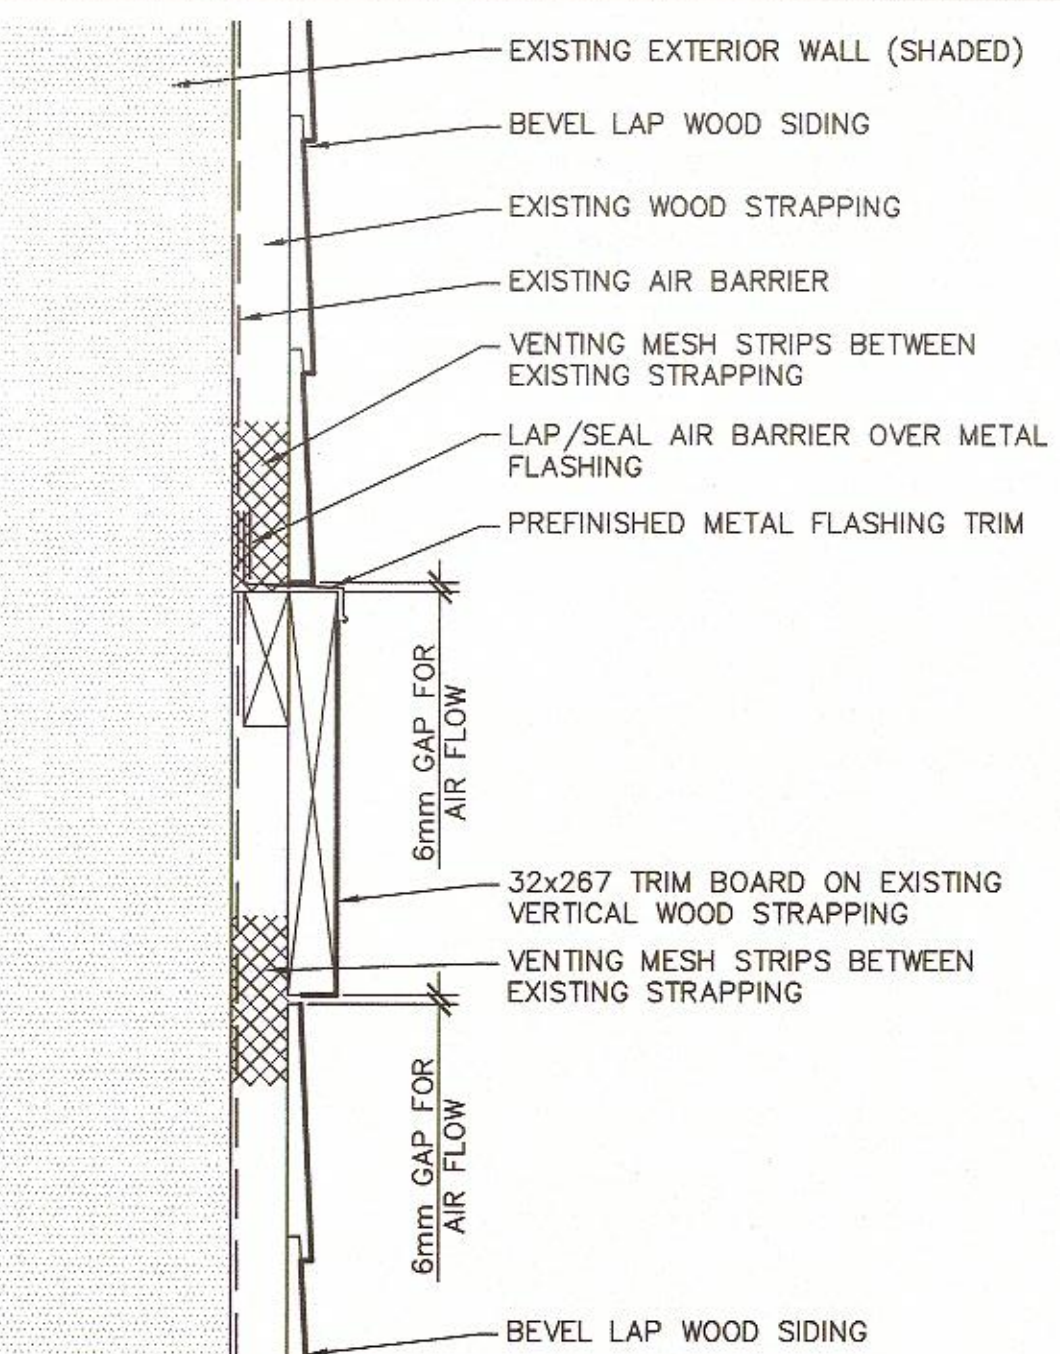 EXISTING EXTERIOR WALL (SHADED)
BEVEL LAP WOOD SIDING
EXISTING WOOD STRAPPING
EXISTING AIR BARRIER
VENTING MESH STRIPS BETWEEN
EXISTING STRAPPING
LAP/SEAL AIR BARRIER OVER METAL
FLASHING
PREFINISHED METAL FLASHING TRIM
6mm GAP FOR
AIR FLOW
32x267 TRIM BOARD ON EXISTING
VERTICAL WOOD STRAPPING
VENTING MESH STRIPS BETWEEN
EXISTING STRAPPING
6mm GAP FOR
AIR FLOW
BEVEL LAP WOOD SIDING